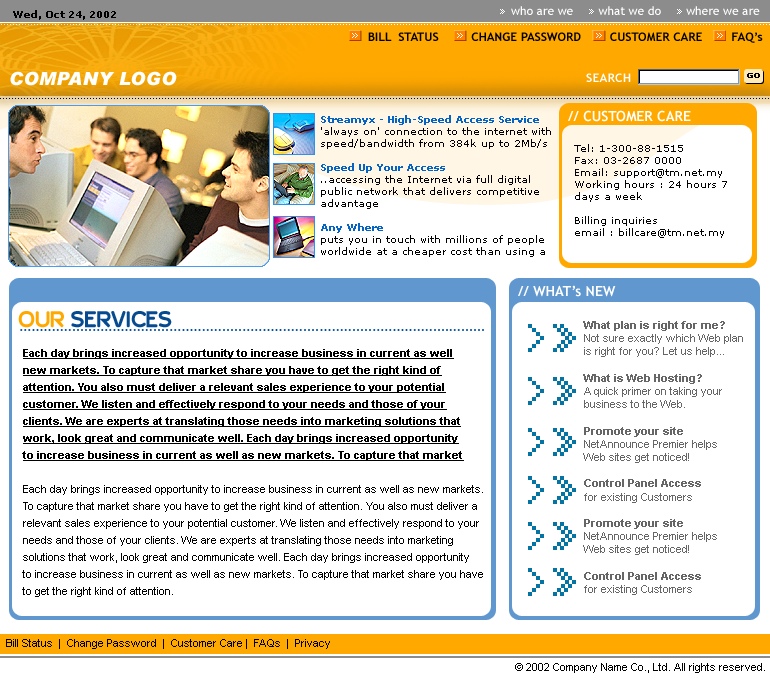 Wed, Oct 24, 2002
» who are we » what we do » where we are
BILL STATUS CHANGE PASSWORD CUSTOMER CARE FAQ's
COMPANY LOGO
SEARCH GO
Streamyx - High-Speed Access Service
'always on' connection to the internet with
speed/bandwidth from 384k up to 2Mb/s
Speed Up Your Access
..accessing the Internet via full digital
public network that delivers competitive
advantage
Any Where
puts you in touch with millions of people
worldwide at a cheaper cost than using a
// CUSTOMER CARE
Tel: 1-300-88-1515
Fax: 03-2687 0000
Email: support@tm.net.my
Working hours : 24 hours 7
days a week
Billing inquiries
email : billcare@tm.net.my
OUR SERVICES
Each day brings increased opportunity to increase business in current as well
new markets. To capture that market share you have to get the right kind of
attention. You also must deliver a relevant sales experience to your potential
customer. We listen and effectively respond to your needs and those of your
clients. We are experts at translating those needs into marketing solutions that
work, look great and communicate well. Each day brings increased opportunity
to increase business in current as well as new markets. To capture that market
Each day brings increased opportunity to increase business in current as well as new markets.
To capture that market share you have to get the right kind of attention. You also must deliver a
relevant sales experience to your potential customer. We listen and effectively respond to your
needs and those of your clients. We are experts at translating those needs into marketing
solutions that work, look great and communicate well. Each day brings increased opportunity
to increase business in current as well as new markets. To capture that market share you have
to get the right kind of attention.
// WHAT's NEW
What plan is right for me?
Not sure exactly which Web plan
is right for you? Let us help...
What is Web Hosting?
A quick primer on taking your
business to the Web.
Promote your site
NetAnnounce Premier helps
Web sites get noticed!
Control Panel Access
for existing Customers
Promote your site
NetAnnounce Premier helps
Web sites get noticed!
Control Panel Access
for existing Customers
Bill Status | Change Password | Customer Care | FAQs | Privacy
© 2002 Company Name Co., Ltd. All rights reserved.